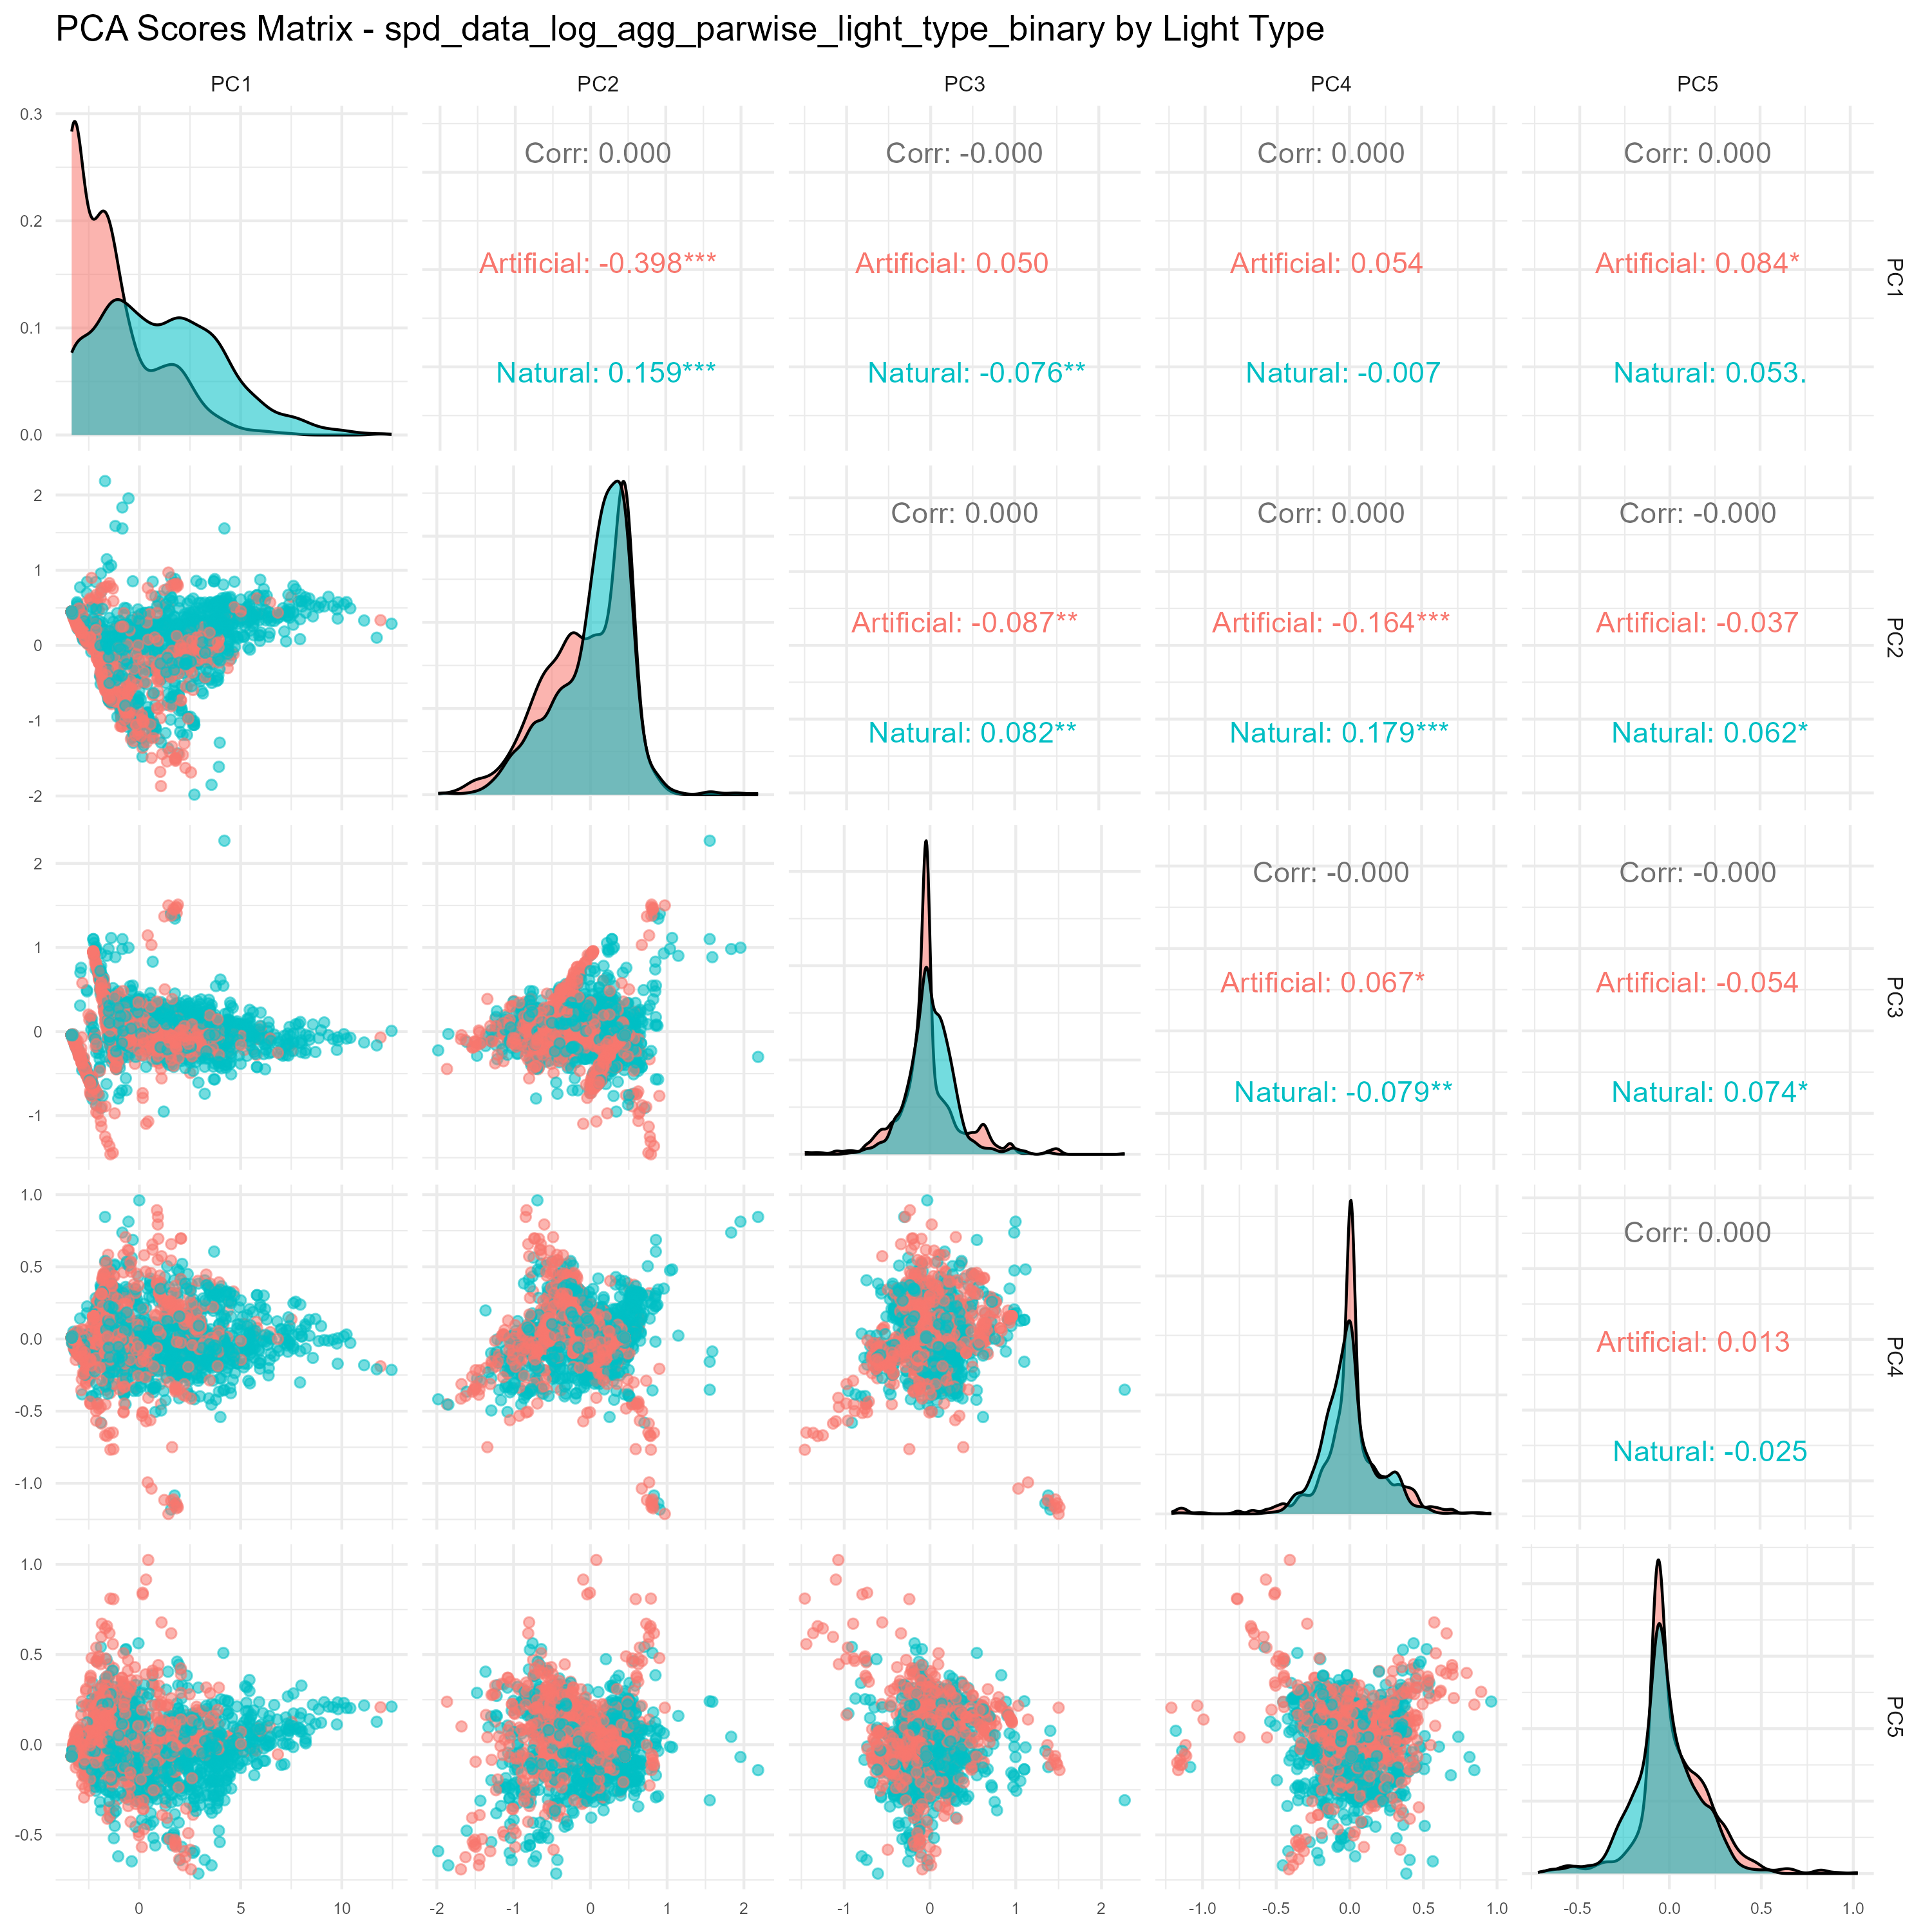 PCA Scores Matrix - spd_data_log_agg_parwise_light_type_binary by Light Type
PC1 PC2 PC3 PC4 PC5
0.3
0.2
0.1
0.0
Corr: 0.000
Artificial: -0.398***
Natural: 0.159***
Corr: -0.000
Artificial: 0.050
Natural: -0.076**
Corr: 0.000
Artificial: 0.054
Natural: -0.007
Corr: 0.000
Artificial: 0.084*
Natural: 0.053.
PC1
2
1
0
-1
-2
Corr: 0.000
Artificial: -0.087**
Natural: 0.082**
Corr: 0.000
Artificial: -0.164***
Natural: 0.179***
Corr: -0.000
Artificial: -0.037
Natural: 0.062*
PC2
2
1
0
-1
Corr: -0.000
Artificial: 0.067*
Natural: -0.079**
Corr: -0.000
Artificial: -0.054
Natural: 0.074*
PC3
1.0
0.5
0.0
-0.5
-1.0
Corr: 0.000
Artificial: 0.013
Natural: -0.025
PC4
1.0
0.5
0.0
-0.5
PC5
0 5 10
-2 -1 0 1 2
-1 0 1 2
-1.0 -0.5 0.0 0.5 1.0
-0.5 0.0 0.5 1.0